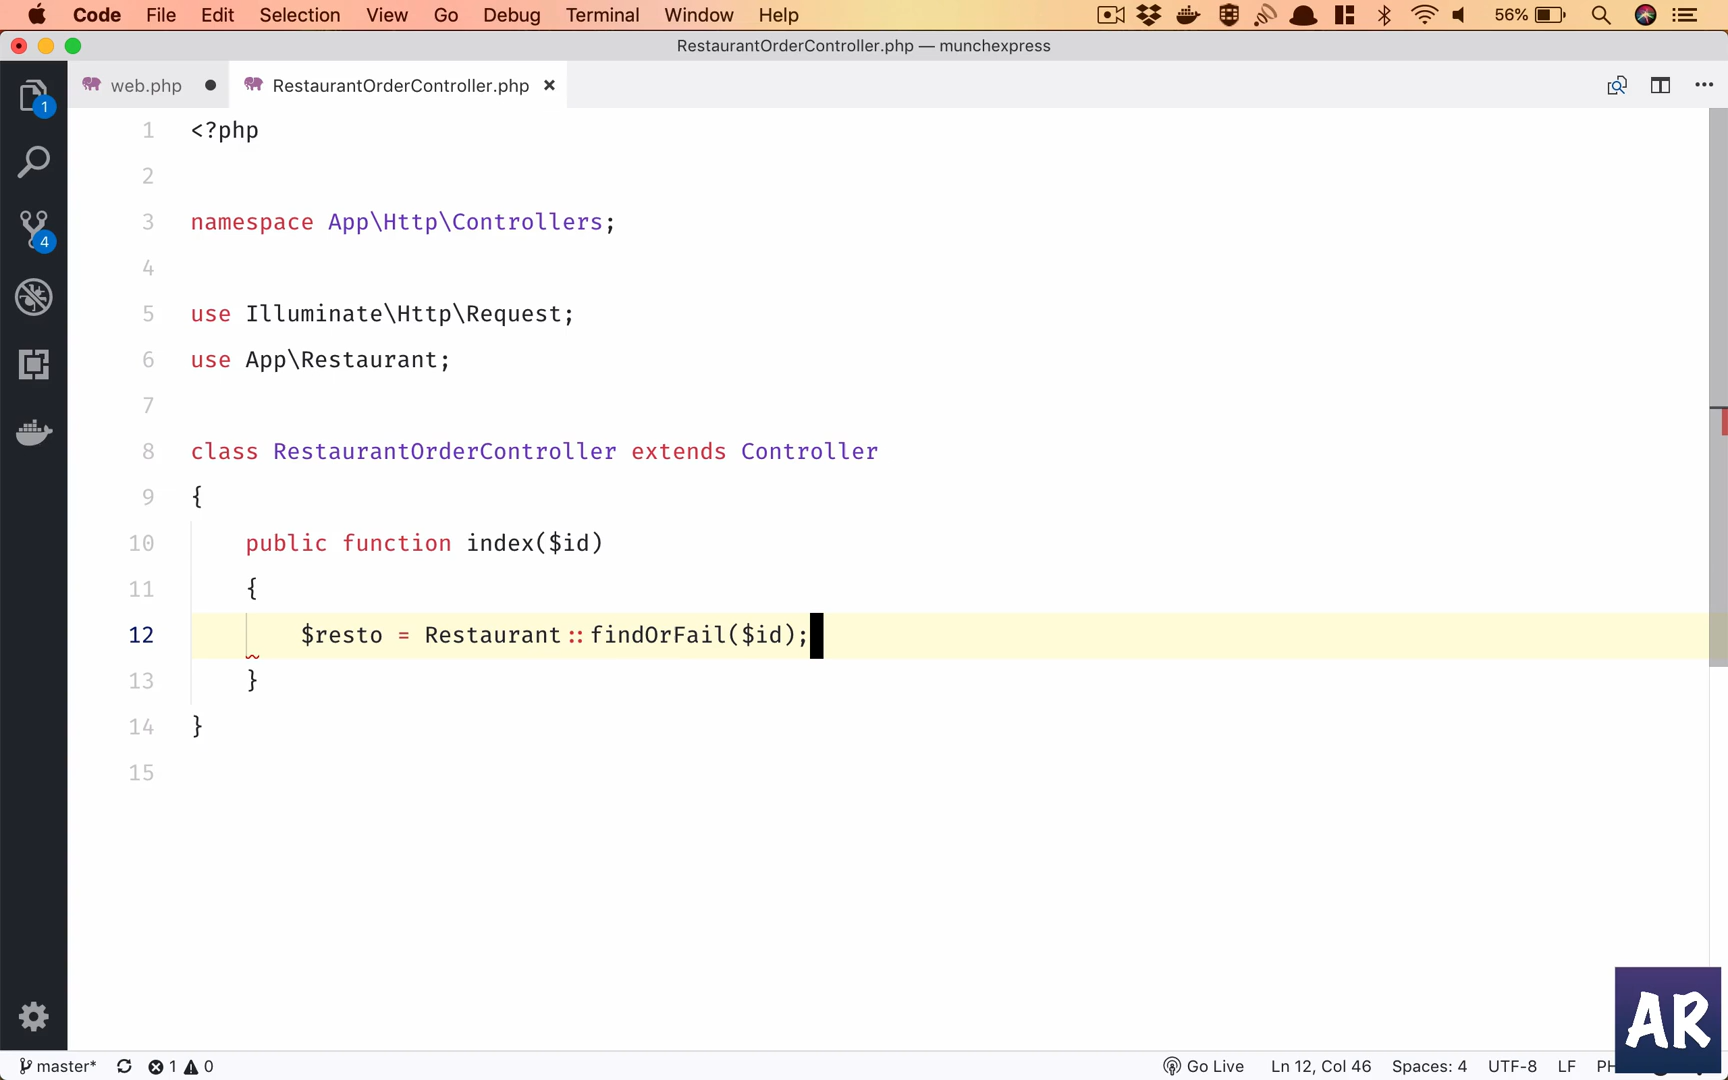 Code File Edit Selection View Go Debug Terminal Window Help 56%
RestaurantOrderController.php — munchexpress
web.php RestaurantOrderController.php
1 <?php
2
3 namespace App\Http\Controllers;
4
5 use Illuminate\Http\Request;
6 use App\Restaurant;
7
8 class RestaurantOrderController extends Controller
9 {
10 public function index($id)
11 {
12 $resto = Restaurant::findOrFail($id);
13 }
14 }
15
1
4
AR
master* 1 0 Go Live Ln 12, Col 46 Spaces: 4 UTF-8 LF